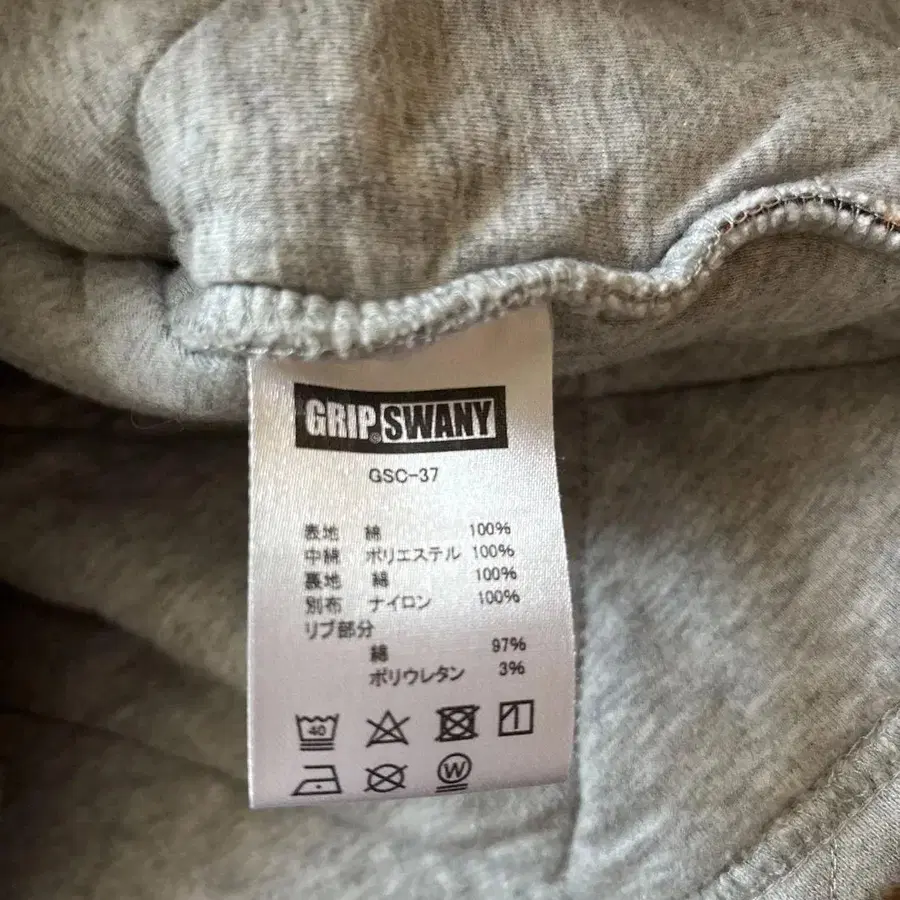 GRIP SWANY
GSC-37
表地 綿 100%
中綿 ポリエステル 100%
裏地 綿 100%
別布 ナイロン 100%
リブ部分
綿 97%
ポリウレタン 3%
40
W